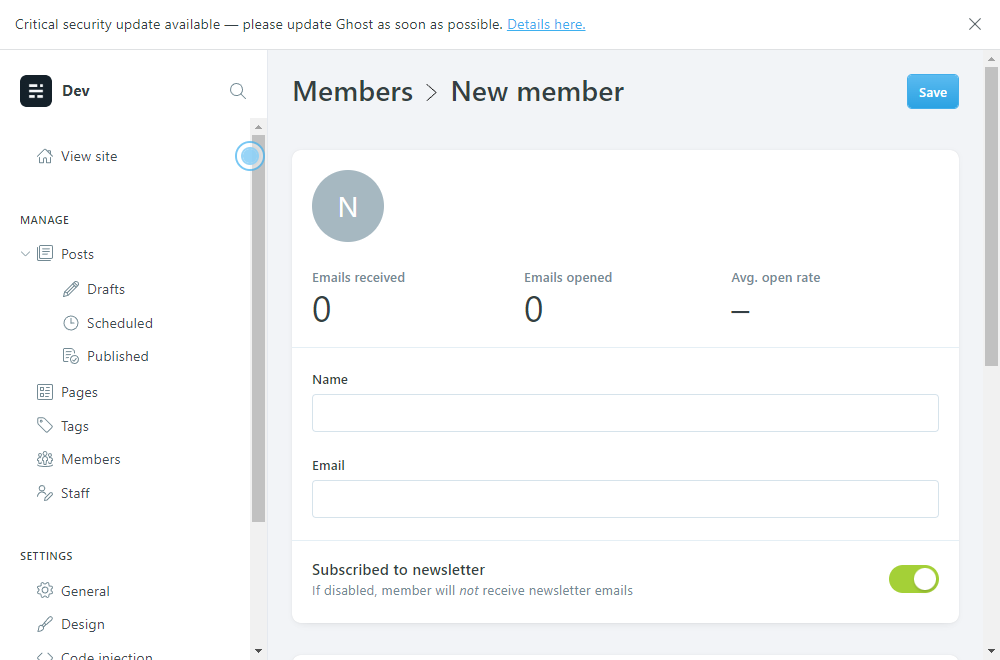 Critical security update available — please update Ghost as soon as possible. Details here.
Dev
View site
MANAGE
Posts
Drafts
Scheduled
Published
Pages
Tags
Members
Staff
SETTINGS
General
Design
Code injection
Members > New member
Save
N
Emails received
0
Emails opened
0
Avg. open rate
–
Name
Email
Subscribed to newsletter
If disabled, member will not receive newsletter emails